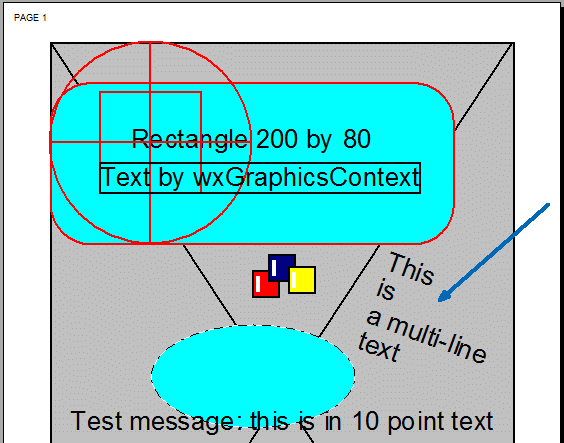 PAGE 1
Rectangle 200 by 80
Text by wxGraphicsContext
This
is
a multi-line
text
Test message: this is in 10 point text